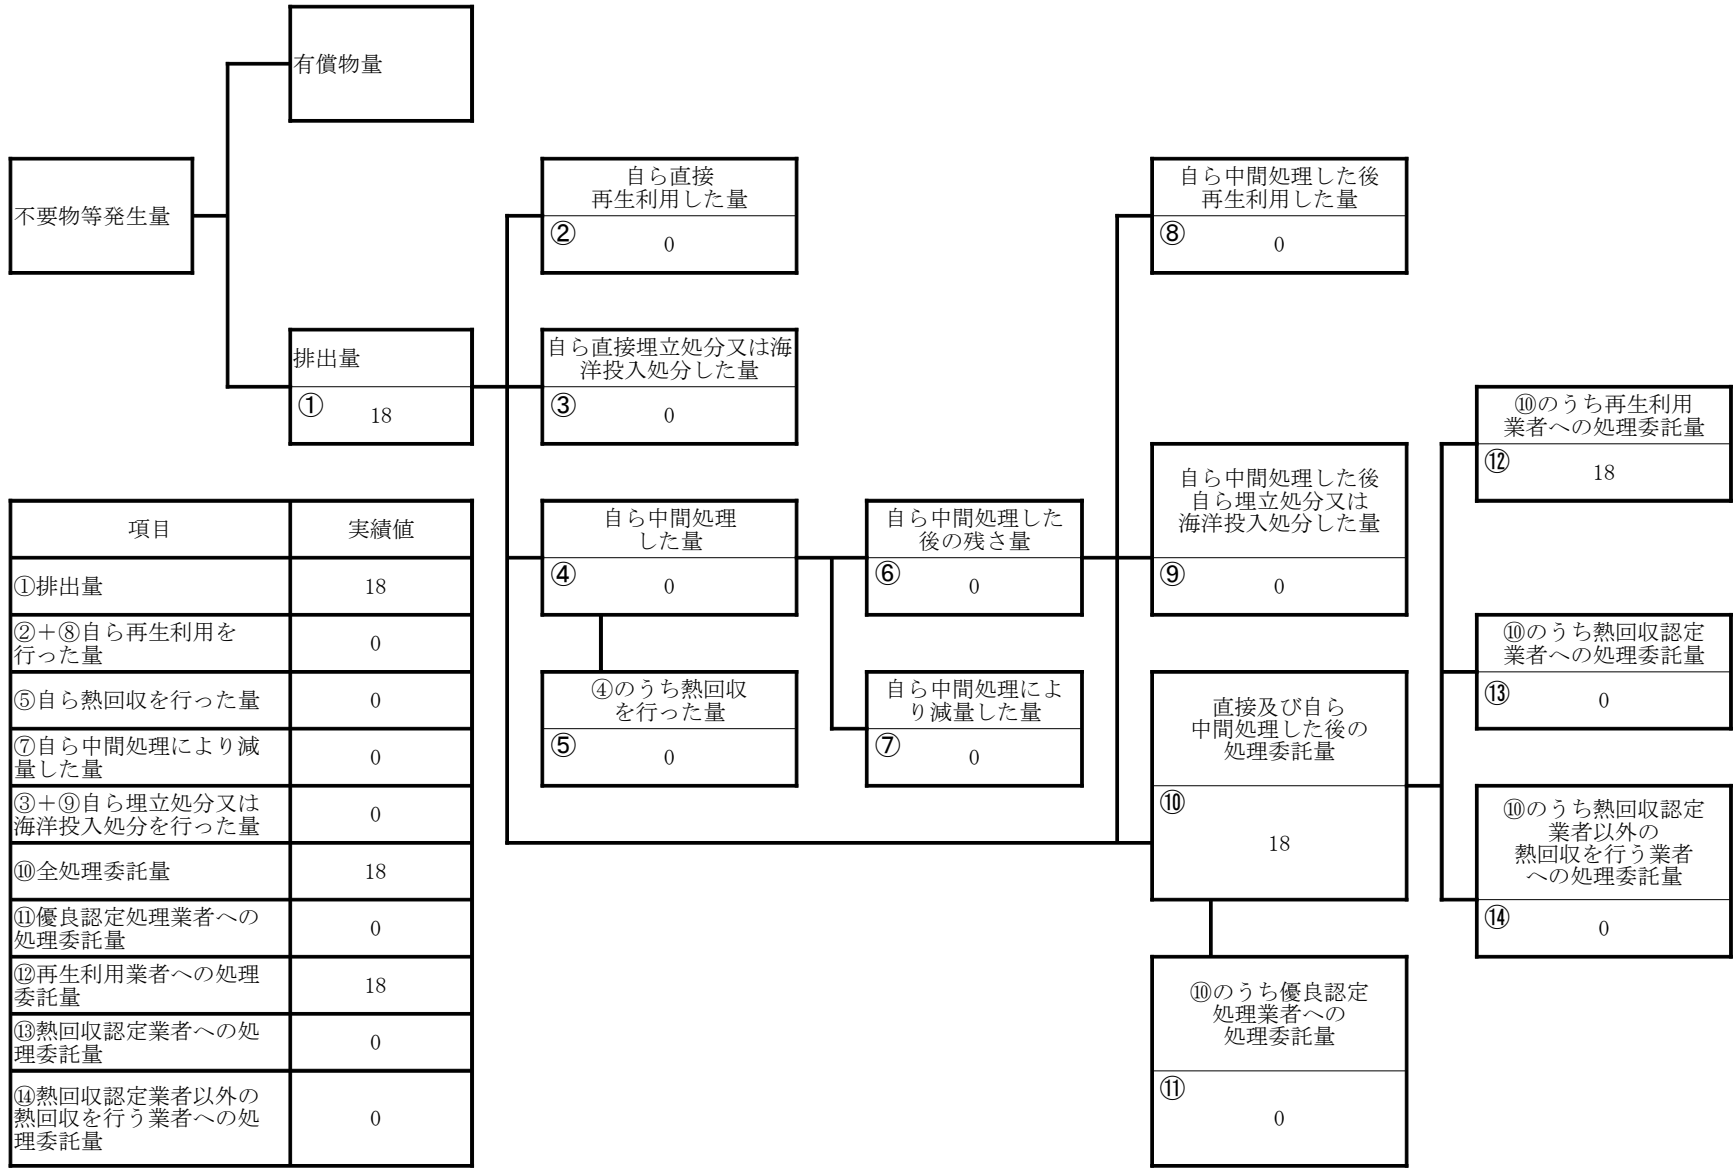 有償物量
不要物等発生量
自ら直接
再生利用した量
②
0
自ら中間処理した後
再生利用した量
⑧
0
排出量
①
18
自ら直接埋立処分又は海
洋投入処分した量
③
0
⑩のうち再生利用
業者への処理委託量
⑫
18
自ら中間処理
した量
④
0
自ら中間処理した
後の残さ量
⑥
0
自ら中間処理した後
自ら埋立処分又は
海洋投入処分した量
⑨
0
⑩のうち熱回収認定
業者への処理委託量
⑬
0
④のうち熱回収
を行った量
⑤
0
自ら中間処理によ
り減量した量
⑦
0
直接及び自ら
中間処理した後の
処理委託量
⑩
18
⑩のうち熱回収認定
業者以外の
熱回収を行う業者
への処理委託量
⑭
0
⑩のうち優良認定
処理業者への
処理委託量
⑪
0
項目 実績値
①排出量 18
②＋⑧自ら再生利用を
行った量 0
⑤自ら熱回収を行った量 0
⑦自ら中間処理により減
量した量 0
③＋⑨自ら埋立処分又は
海洋投入処分を行った量 0
⑩全処理委託量 18
⑪優良認定処理業者への
処理委託量 0
⑫再生利用業者への処理
委託量 18
⑬熱回収認定業者への処
理委託量 0
⑭熱回収認定業者以外の
熱回収を行う業者への処
理委託量 0